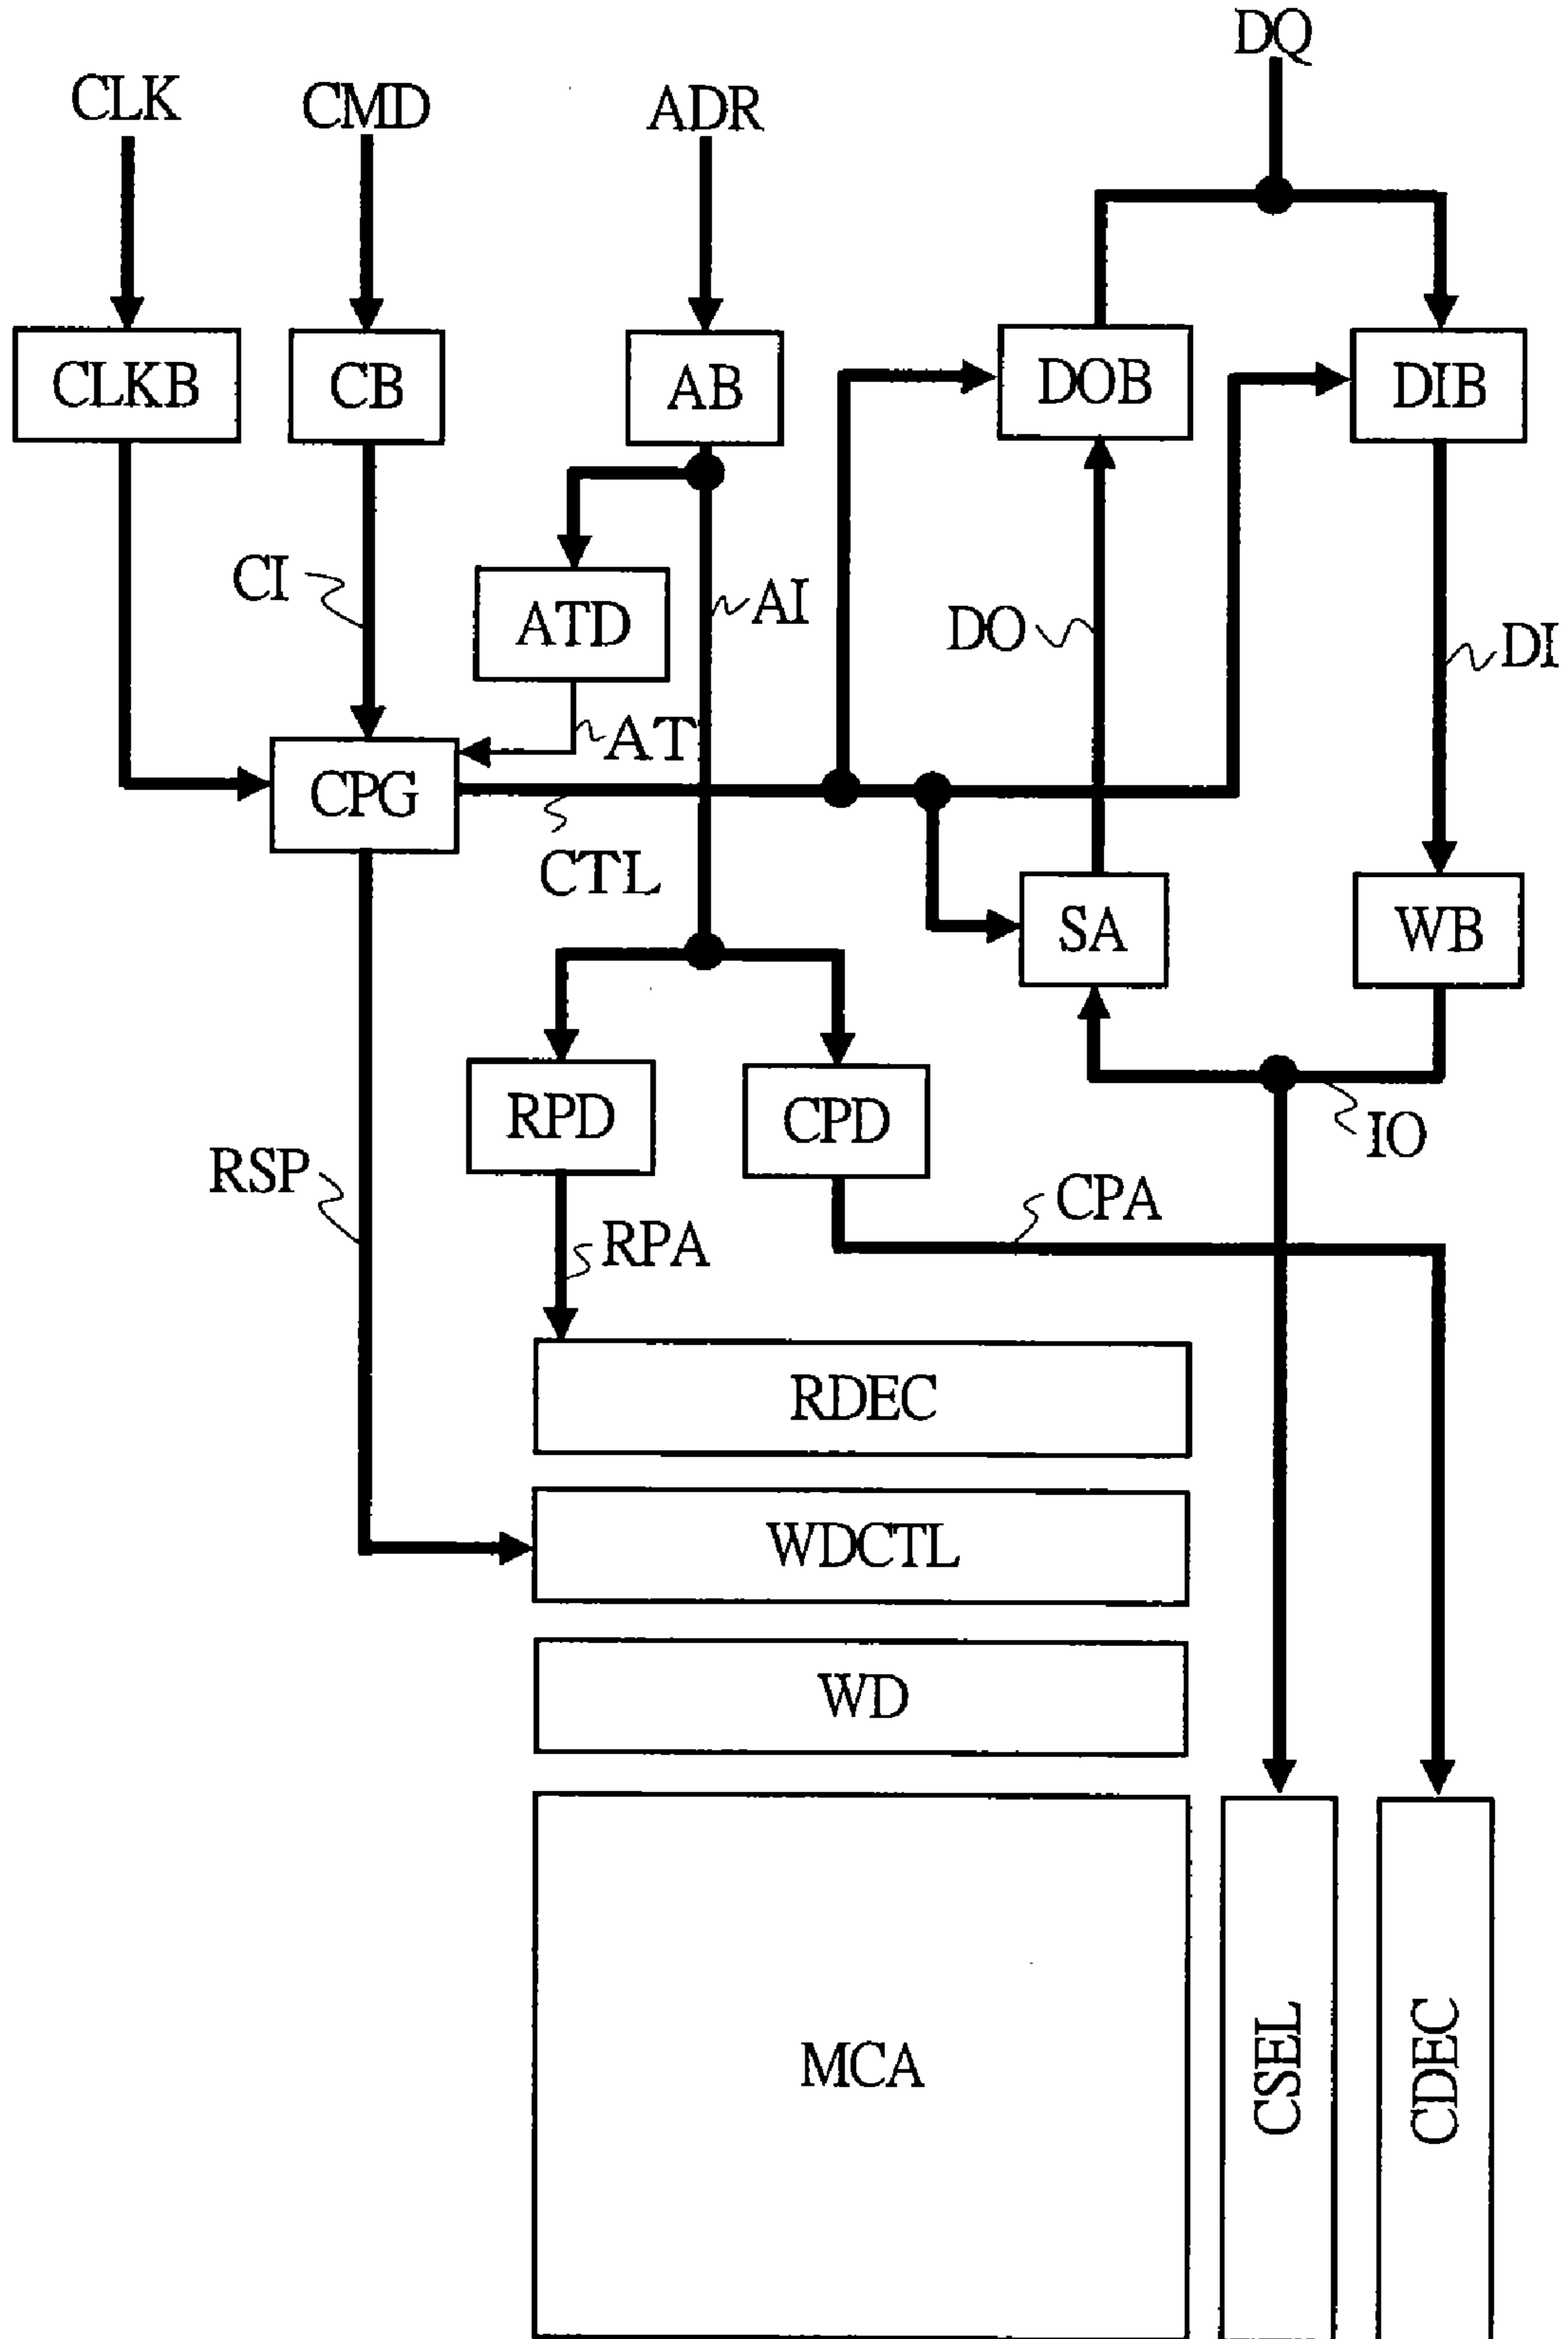 DQ
CLK
CMD
ADR
CLKB
CB
AB
DOB
DIB
CI
ATD
AI
DO
DI
AT
CPG
CTL
SA
WB
RPD
CPD
IO
RSP
CPA
RPA
RDEC
WDCTL
WD
MCA
CSEL
CDEC